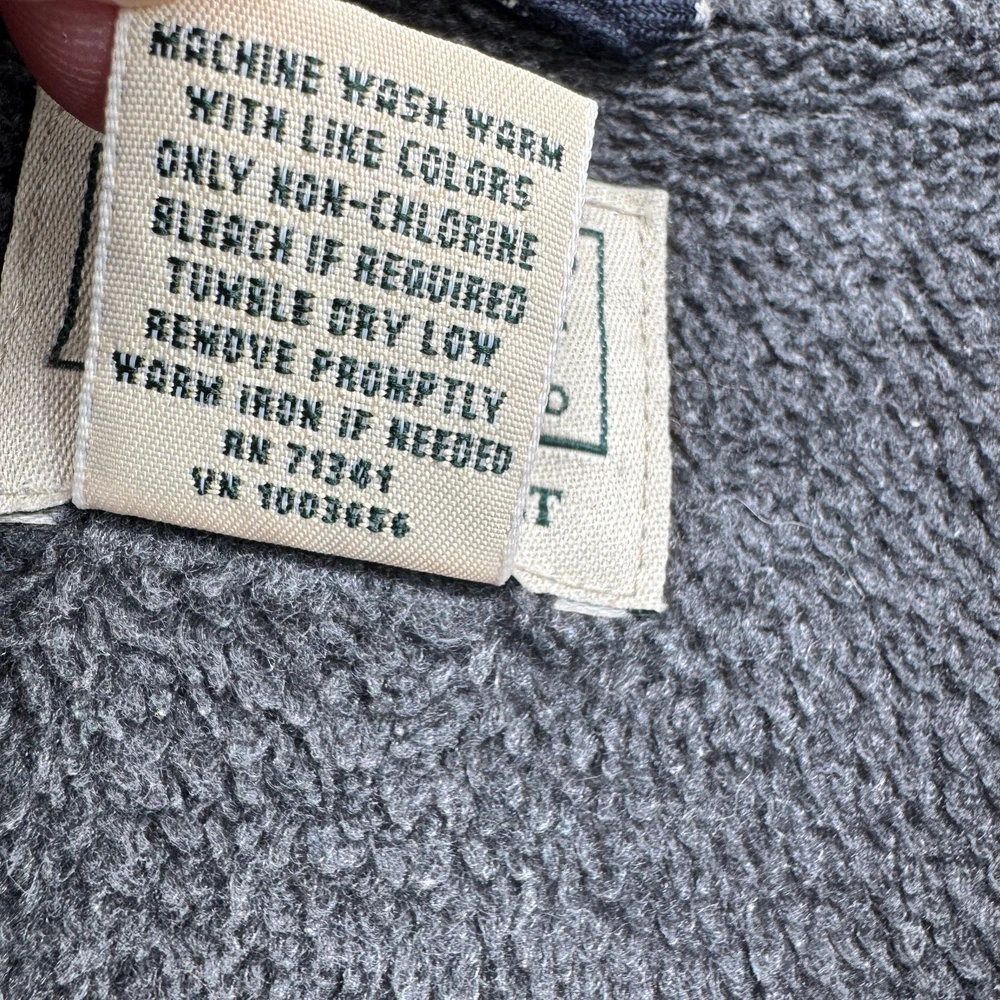 MACHINE WASH WARM
WITH LIKE COLORS
ONLY NON-CHLORINE
BLEACH IF REQUIRED
TUMBLE DRY LOW
REMOVE PROMPTLY
WARM IRON IF NEEDED
RN 71341
VN 1003656
T